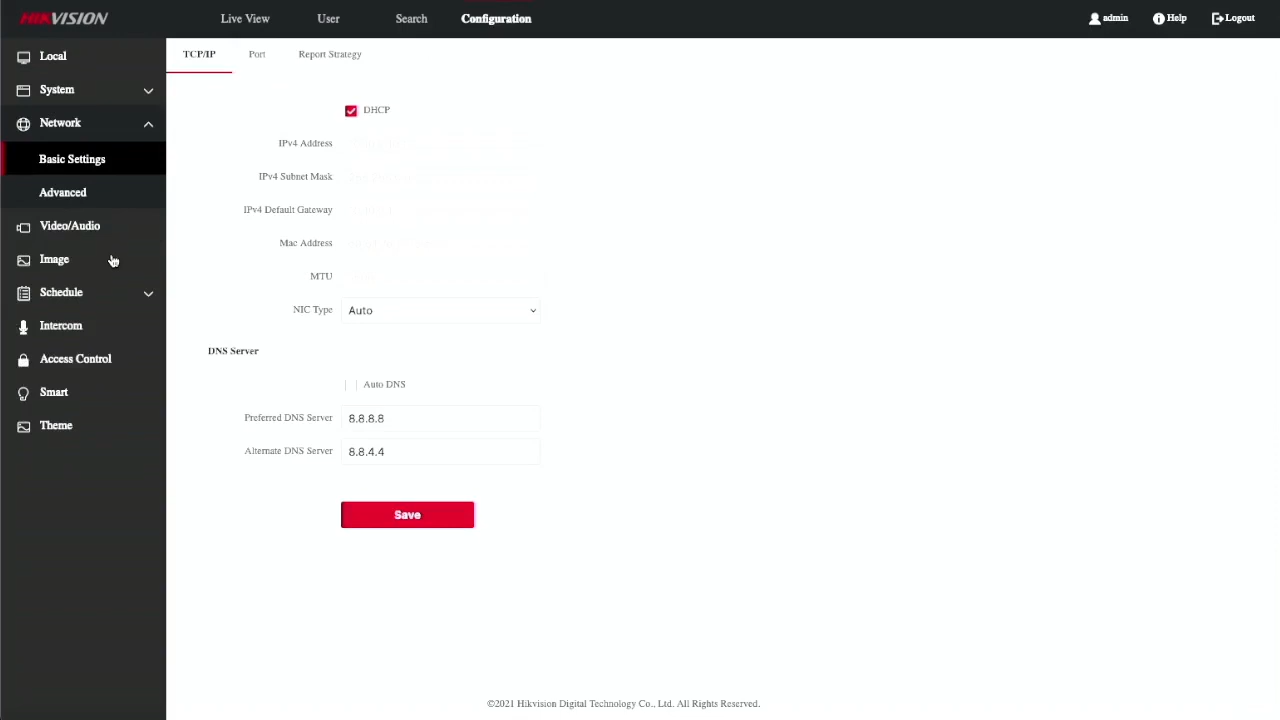 HIKVISION Live View User Search Configuration admin Help Logout
Local
System
Network
Basic Settings
Advanced
Video/Audio
Image
Schedule
Intercom
Access Control
Smart
Theme
TCP/IP Port Report Strategy
DHCP
IPv4 Address
IPv4 Subnet Mask
IPv4 Default Gateway
Mac Address
MTU
NIC Type Auto
DNS Server
Auto DNS
Preferred DNS Server 8.8.8.8
Alternate DNS Server 8.8.4.4
Save
©2021 Hikvision Digital Technology Co., Ltd. All Rights Reserved.